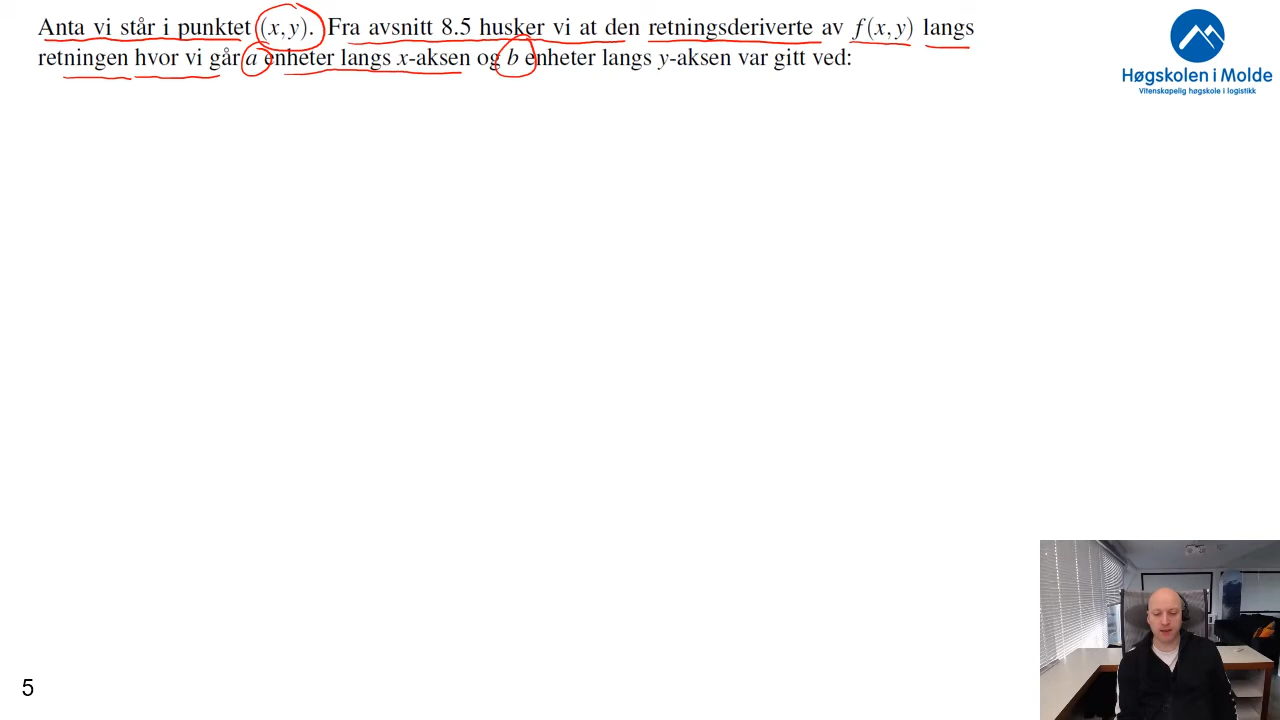 Anta vi står i punktet (x,y). Fra avsnitt 8.5 husker vi at den retningsderiverte av f(x,y) langs
retningen hvor vi går a enheter langs x-aksen og b enheter langs y-aksen var gitt ved:
Høgskolen i Molde
Vitenskapelig høgskole i logistikk
5